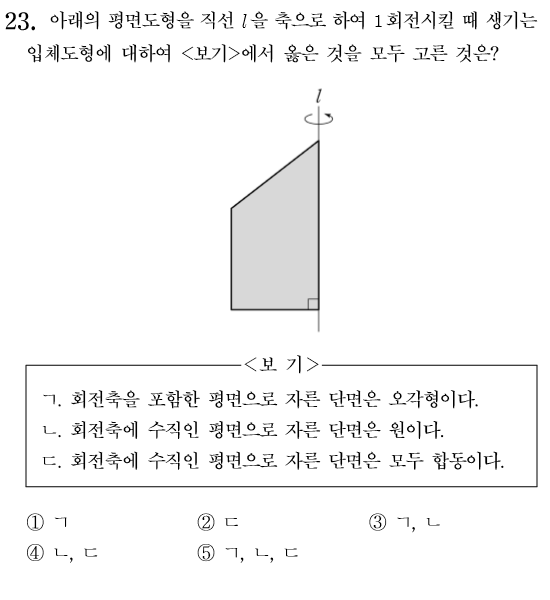 23. 아래의 평면도형을 직선 l을 축으로 하여 1회전시킬 때 생기는
입체도형에 대하여 <보기>에서 옳은 것을 모두 고른 것은?
l
<보 기>
ㄱ. 회전축을 포함한 평면으로 자른 단면은 오각형이다.
ㄴ. 회전축에 수직인 평면으로 자른 단면은 원이다.
ㄷ. 회전축에 수직인 평면으로 자른 단면은 모두 합동이다.
① ㄱ ② ㄷ ③ ㄱ, ㄴ
④ ㄴ, ㄷ ⑤ ㄱ, ㄴ, ㄷ